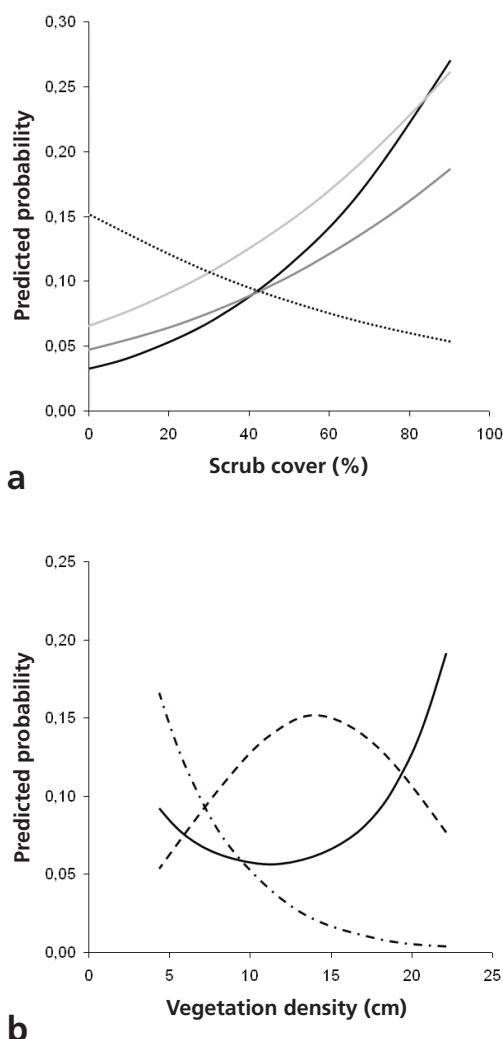 0,30
0,25
0,20
0,15
0,10
0,05
0,00
Predicted probability
0 20 40 60 80 100
Scrub cover (%)
a
0,25
0,20
0,15
0,10
0,05
0,00
Predicted probability
0 5 10 15 20 25
Vegetation density (cm)
b